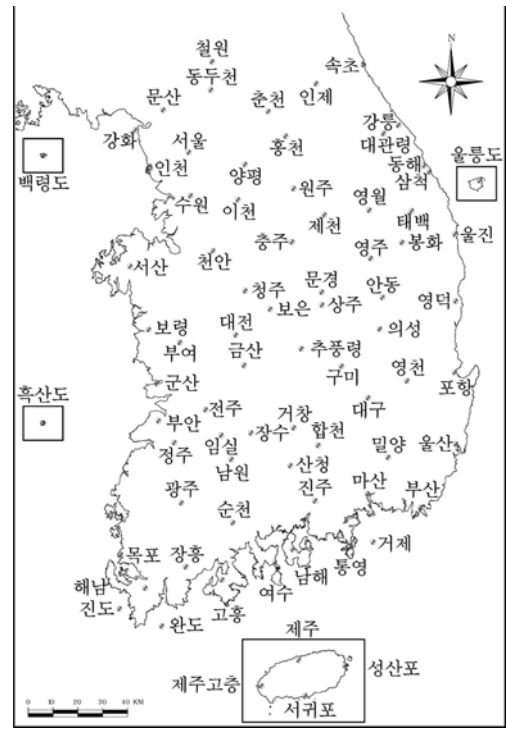 철원
속초
동두천
N
문산
춘천
인제
강릉
강화
서울
홍천
대관령
울릉도
인천
양평
동해
백령도
원주
영월
삼척
수원
이천
제천
태백
충주
영주
봉화
울진
서산
천안
청주
문경
안동
보은
상주
영덕
보령
대전
의성
부여
금산
추풍령
영천
흑산도
군산
구미
포항
전주
거창
대구
부안
임실
장수
합천
밀양
울산
정주
남원
산청
광주
순천
진주
마산
부산
목포
장흥
거제
해남
남해
통영
진도
고흥
여수
완도
제주
제주고층
성산포
서귀포
0 10 20 40 60 KM